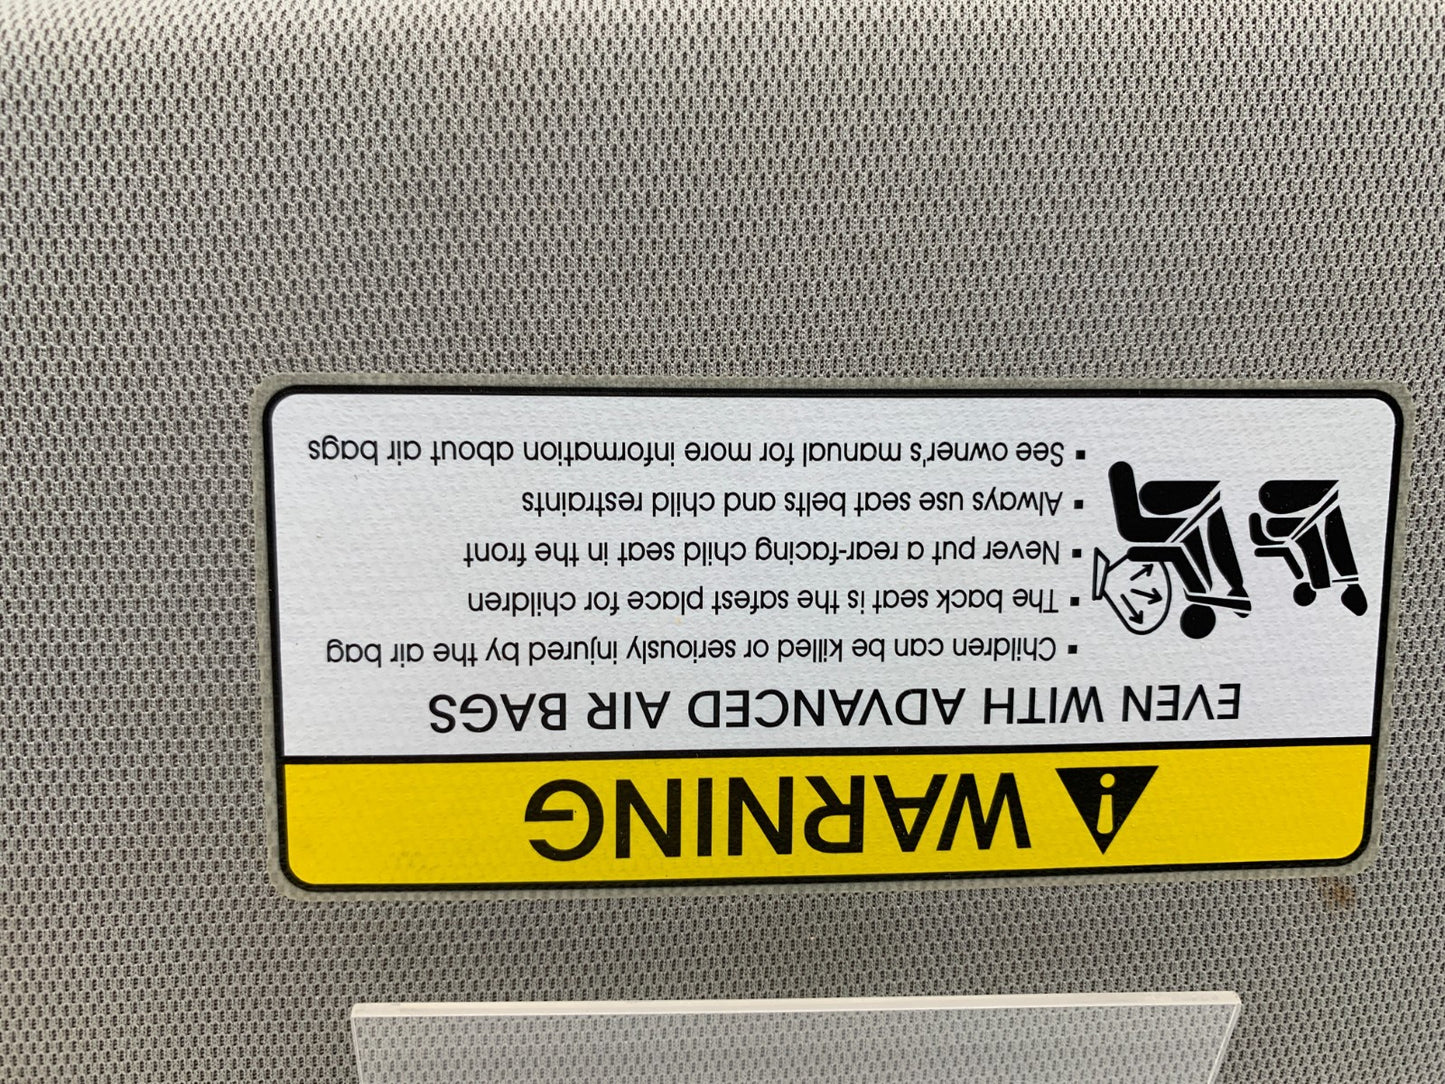 WARNING
EVEN WITH ADVANCED AIR BAGS
▪ Children can be killed or seriously injured by the air bag
▪ The back seat is the safest place for children
▪ Never put a rear-facing child seat in the front
▪ Always use seat belts and child restraints
▪ See owner's manual for more information about air bags